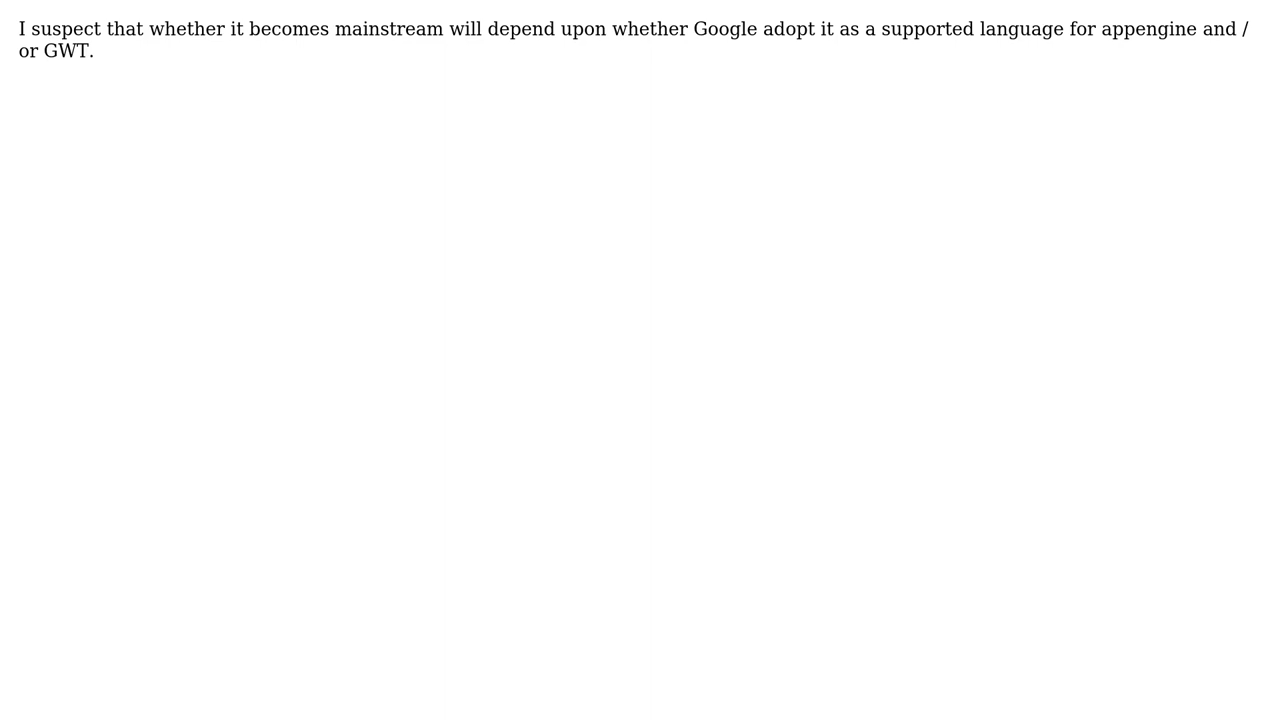 I suspect that whether it becomes mainstream will depend upon whether Google adopt it as a supported language for appengine and /
or GWT.